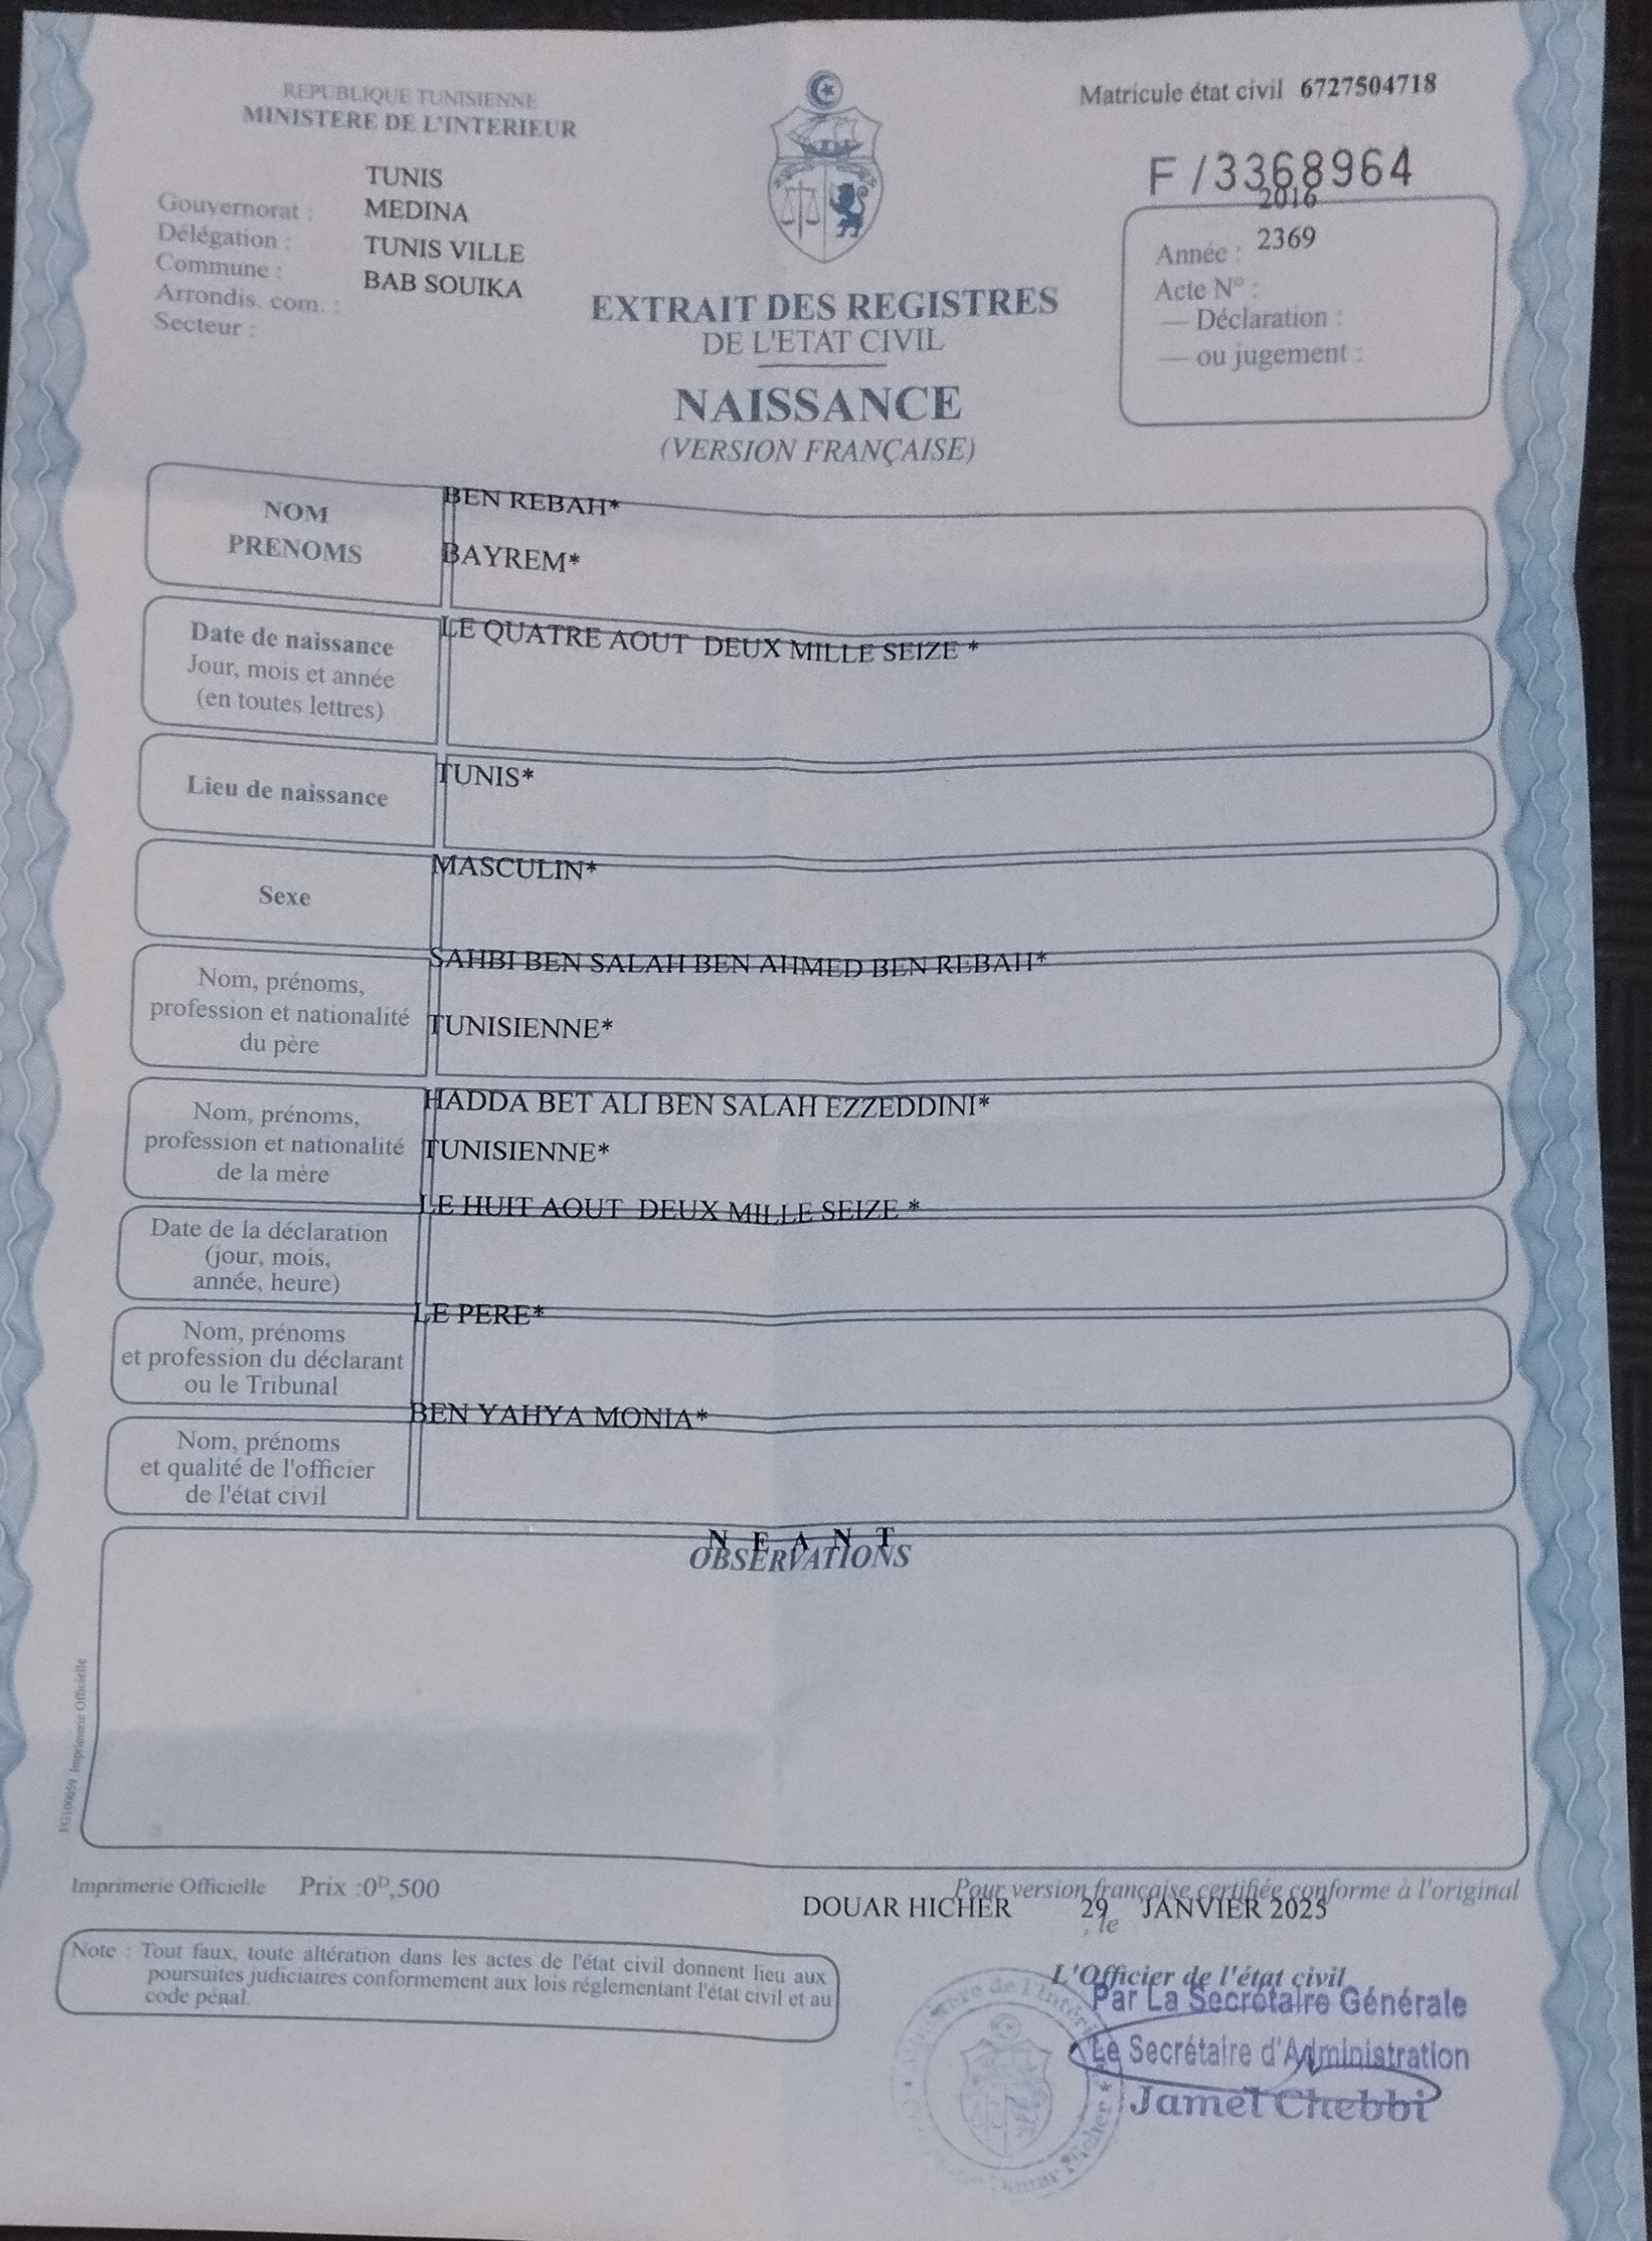 REPUBLIQUE TUNISIENNE
MINISTERE DE L'INTERIEUR
Matricule état civil 6727504718
F /3368964
TUNIS
Gouvernorat : MEDINA
Délégation : TUNIS VILLE
Commune : BAB SOUIKA
Arrondis. com. :
Secteur :
2016
Année : 2369
Acte N° :
— Déclaration :
— ou jugement :
EXTRAIT DES REGISTRES
DE L'ETAT CIVIL
NAISSANCE
(VERSION FRANÇAISE)
NOM BEN REBAH*
PRENOMS BAYREM*
Date de naissance LE QUATRE AOUT DEUX MILLE SEIZE *
Jour, mois et année
(en toutes lettres)
Lieu de naissance TUNIS*
Sexe MASCULIN*
SAHBI BEN SALAH BEN AHMED BEN REBAH*
Nom, prénoms,
profession et nationalité TUNISIENNE*
du père
HADDA BET ALI BEN SALAH EZZEDDINI*
Nom, prénoms,
profession et nationalité TUNISIENNE*
de la mère
LE HUIT AOUT DEUX MILLE SEIZE *
Date de la déclaration
(jour, mois,
année, heure)
LE PERE*
Nom, prénoms
et profession du déclarant
ou le Tribunal
BEN YAHYA MONIA*
Nom, prénoms
et qualité de l'officier
de l'état civil
N E A N T
OBSERVATIONS
Imprimerie Officielle
Imprimerie Officielle Prix :0ᴰ,500
Pour version française certifiée conforme à l'original
DOUAR HICHER 29 JANVIER 2025
, le
Note : Tout faux, toute altération dans les actes de l'état civil donnent lieu aux
poursuites judiciaires conformement aux lois réglementant l'état civil et au
code pénal.
L'Officier de l'état civil
Par La Secrétaire Générale
Le Secrétaire d'Administration
Jamel Chebbi